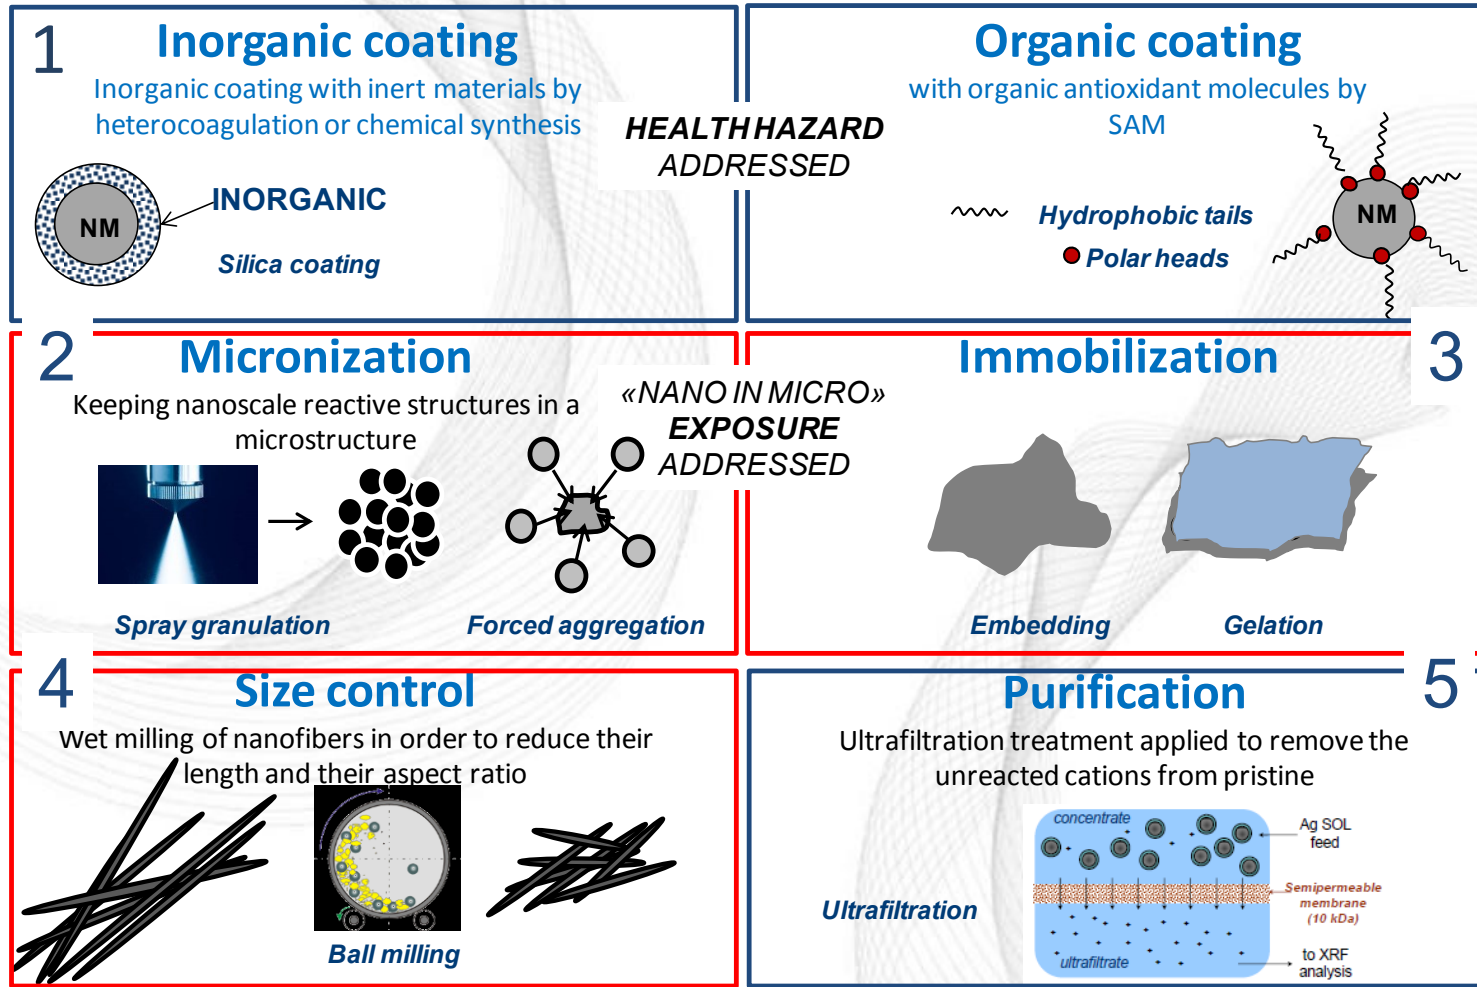 1
Inorganic coating
Inorganic coating with inert materials by
heterocoagulation or chemical synthesis
NM
INORGANIC
Silica coating
HEALTH HAZARD
ADDRESSED
Organic coating
with organic antioxidant molecules by
SAM
Hydrophobic tails
Polar heads
NM
2
Micronization
Keeping nanoscale reactive structures in a
microstructure
Spray granulation
Forced aggregation
«NANO IN MICRO»
EXPOSURE
ADDRESSED
Immobilization
3
Embedding
Gelation
4
Size control
Wet milling of nanofibers in order to reduce their
length and their aspect ratio
Ball milling
Purification
5
Ultrafiltration treatment applied to remove the
unreacted cations from pristine
Ultrafiltration
concentrate
Ag SOL
feed
Semipermeable
membrane
(10 kDa)
ultrafiltrate
to XRF
analysis